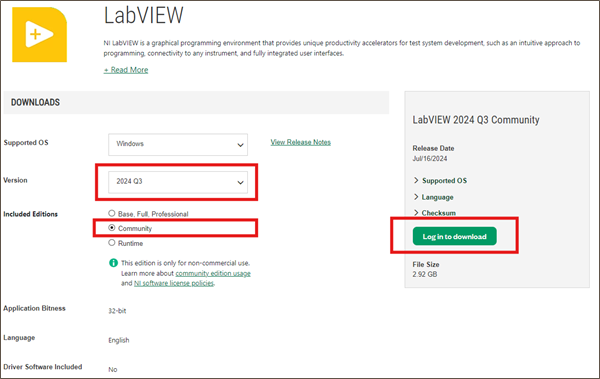 LabVIEW
NI LabVIEW is a graphical programming environment that provides unique productivity accelerators for test system development, such as an intuitive approach to
programming, connectivity to any instrument, and fully integrated user interfaces.
+ Read More
DOWNLOADS
Supported OS
Windows
View Release Notes
Version
2024 Q3
Included Editions
Base, Full, Professional
Community
Runtime
This edition is only for non-commercial use.
Learn more about community edition usage
and NI software license policies.
Application Bitness
32-bit
Language
English
Driver Software Included
No
LabVIEW 2024 Q3 Community
Release Date
Jul/16/2024
Supported OS
Language
Checksum
Log in to download
File Size
2.92 GB